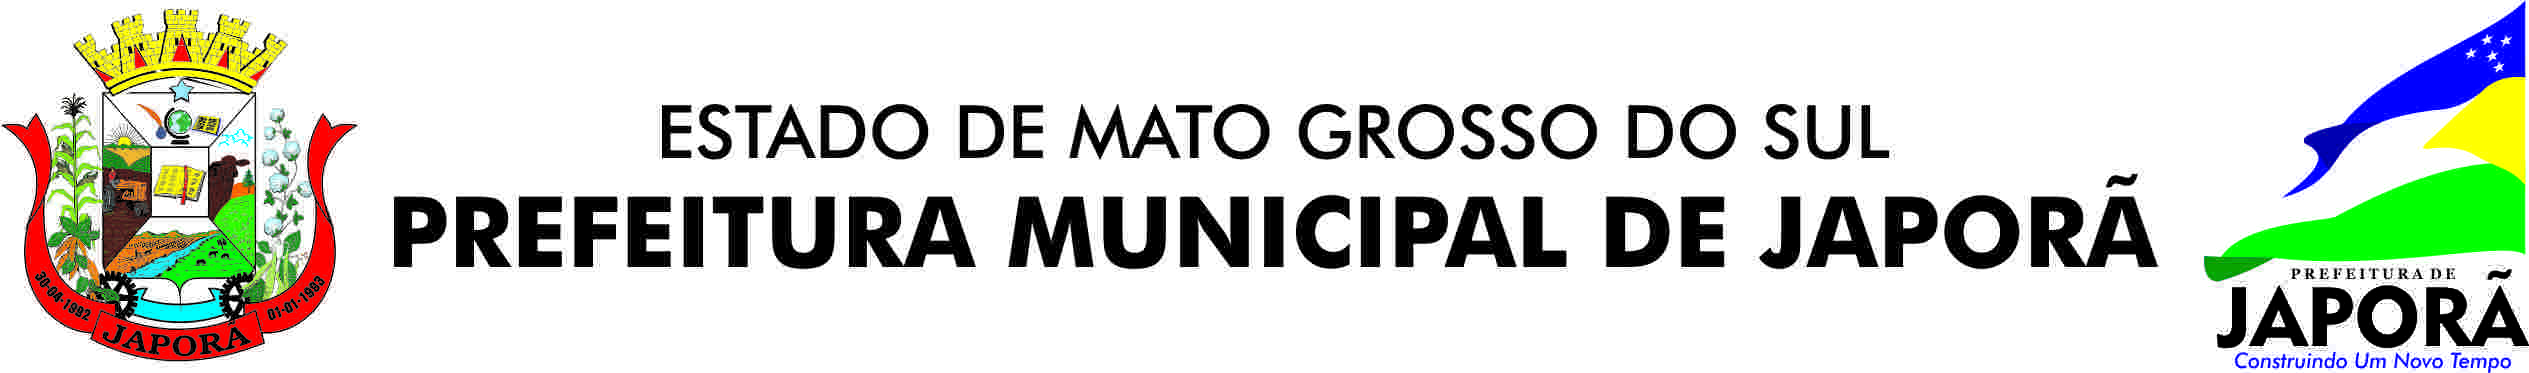 30-04-1992
01-01-1993
JAPORÃ
ESTADO DE MATO GROSSO DO SUL
PREFEITURA MUNICIPAL DE JAPORÃ
PREFEITURA DE
JAPORÃ
Construindo Um Novo Tempo